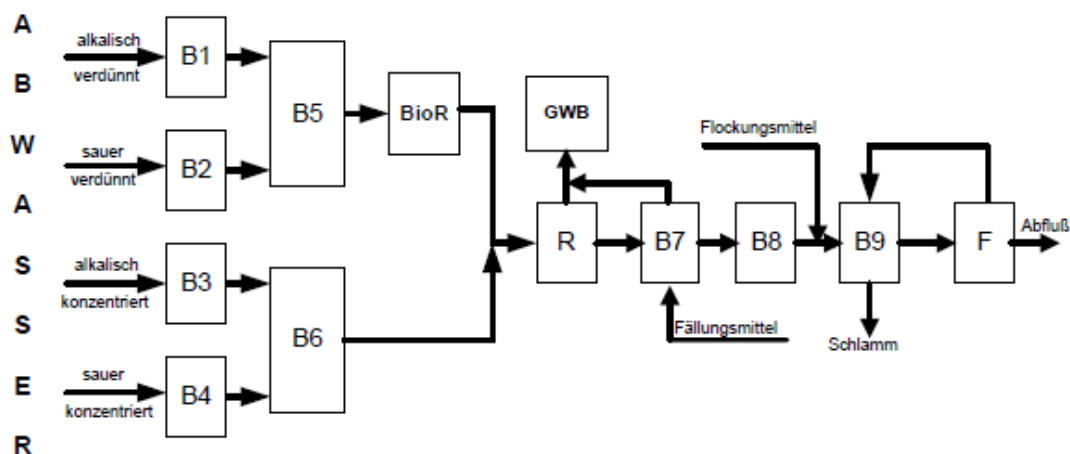 A
B
W
A
S
S
E
R
alkalisch
verdünnt
B1
sauer
verdünnt
B2
B5
BioR
alkalisch
konzentriert
B3
sauer
konzentriert
B4
B6
GWB
R
B7
Fällungsmittel
B8
Flockungsmittel
B9
Schlamm
F
Abfluß